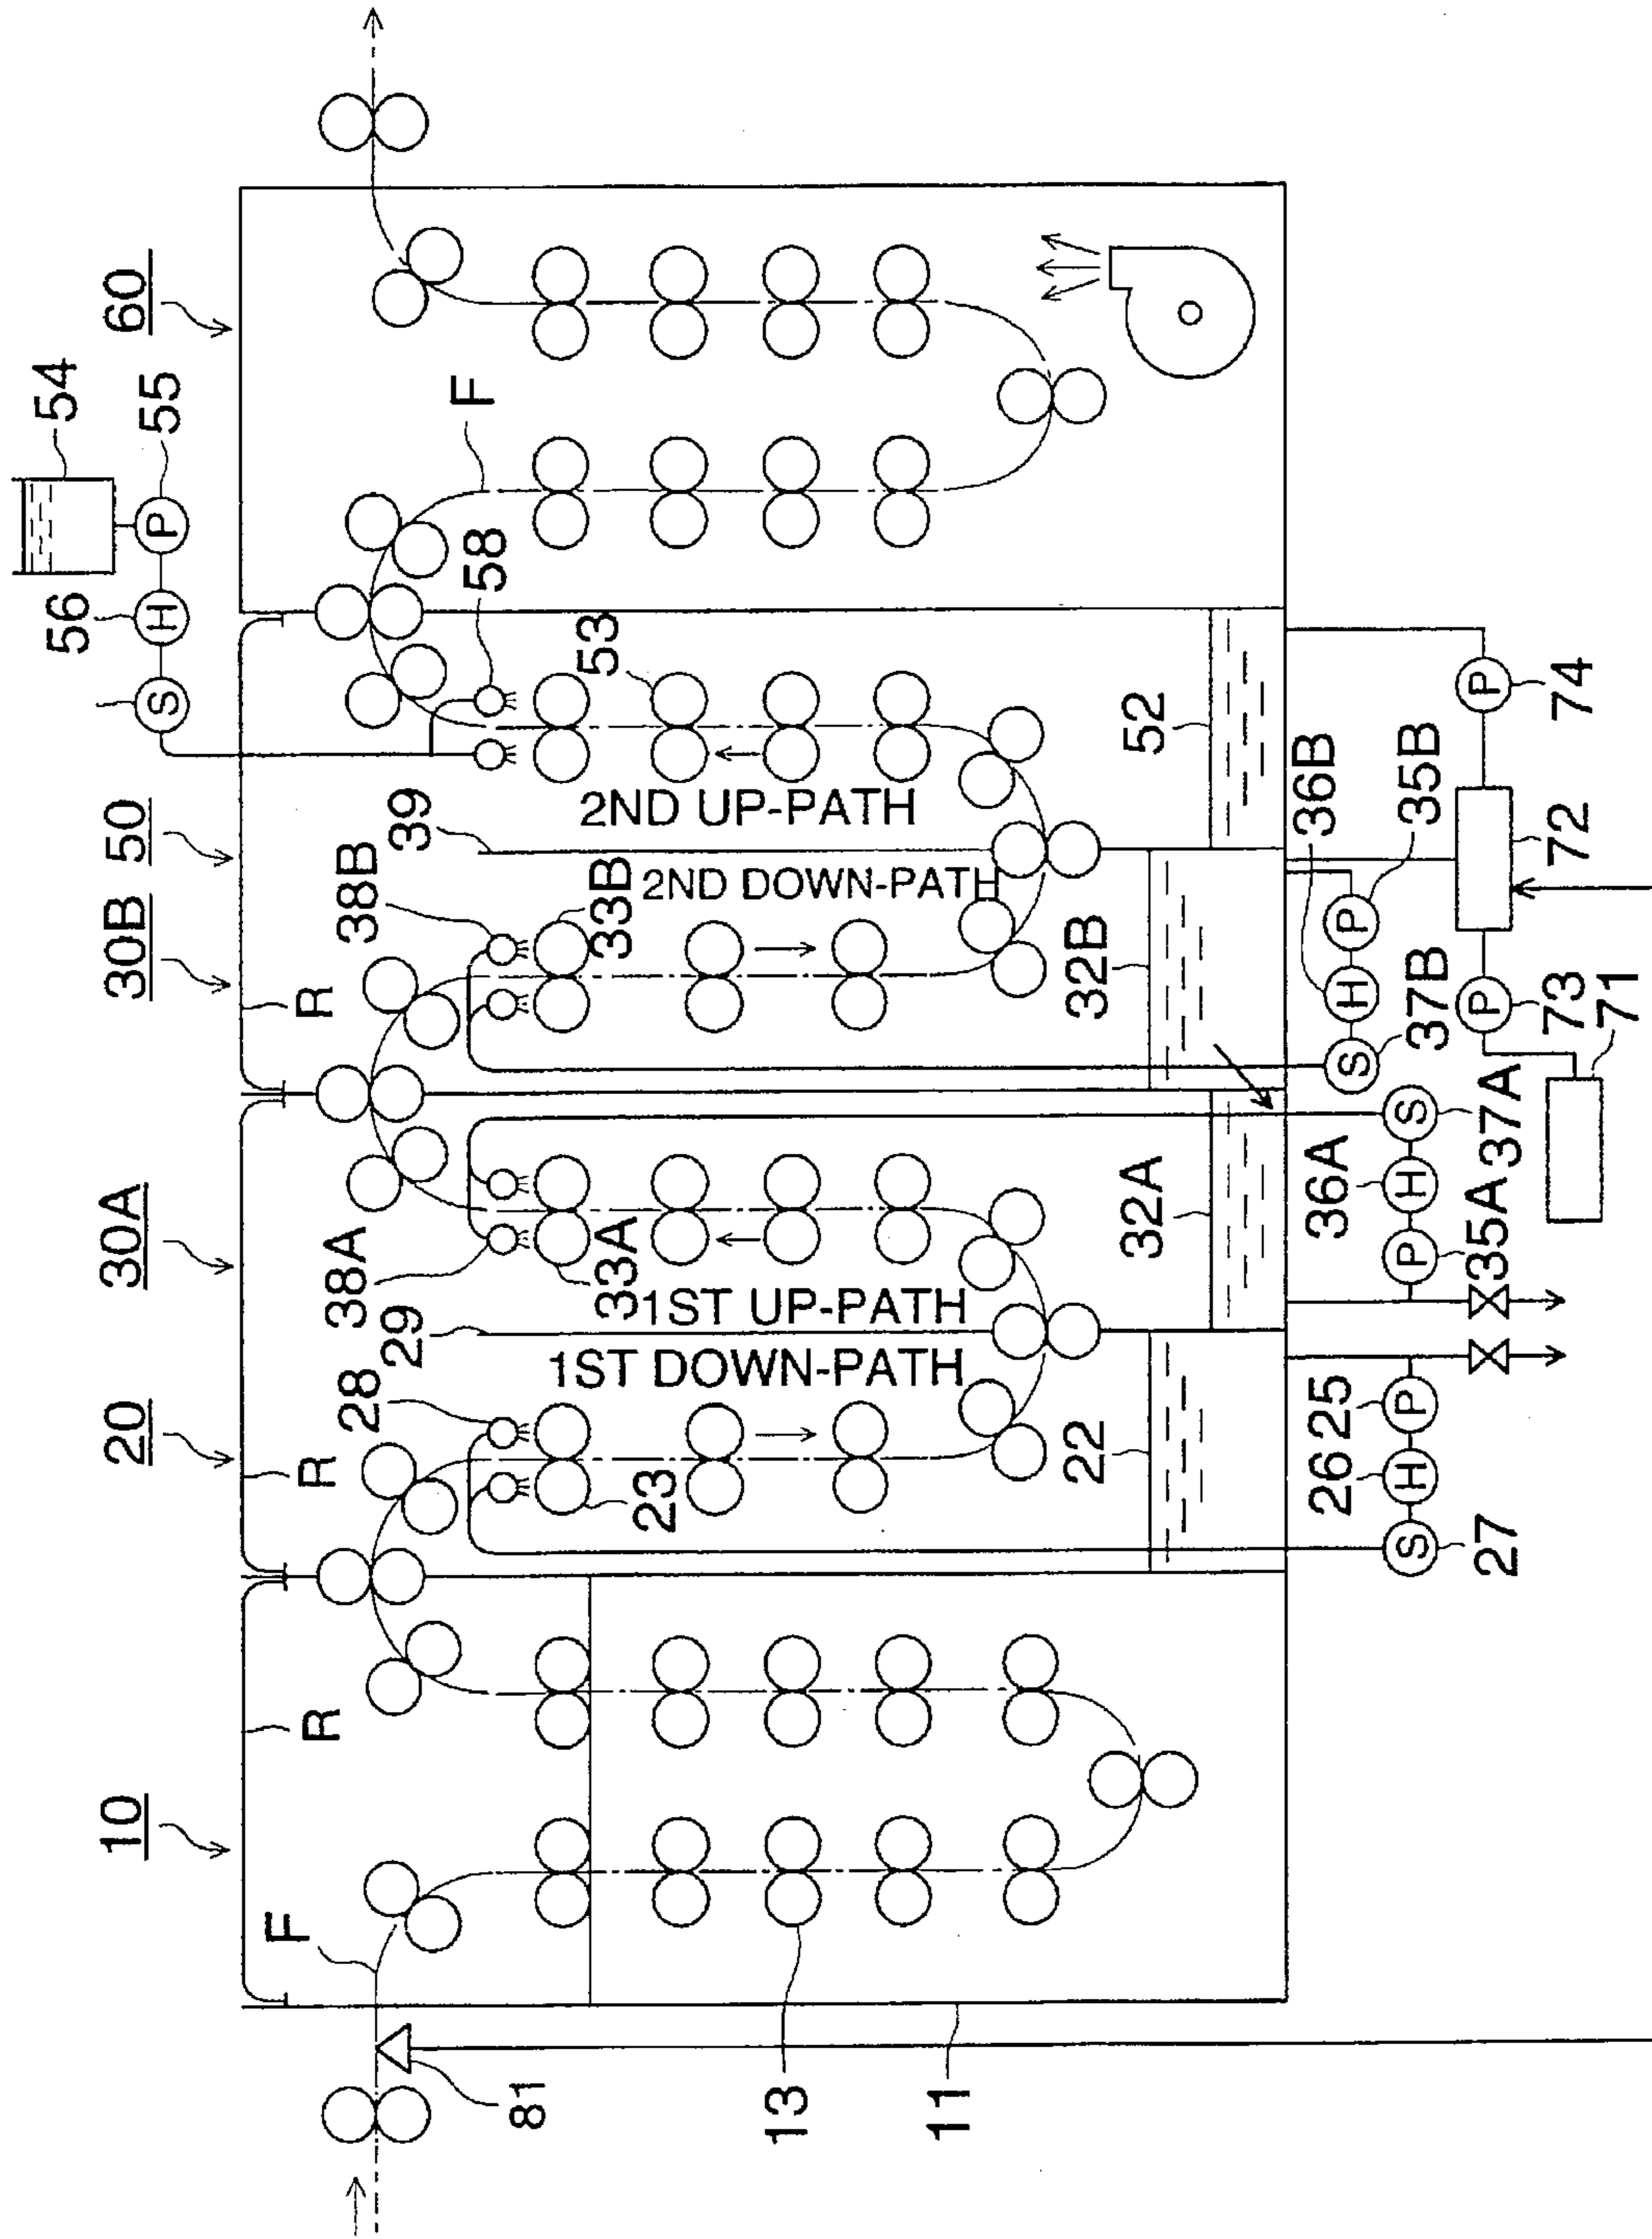 10
20
30A
30B
50
60
54
55
56
S
H
P
F
R
R
R
F
81
13
11
28
29
38A
38B
39
58
23
33A
33B
53
1ST DOWN-PATH
1ST UP-PATH
2ND DOWN-PATH
2ND UP-PATH
22
32A
32B
52
S
H
P
27
26
25
P
H
S
35A
36A
37A
S
H
P
37B
36B
35B
P
P
71
73
72
74